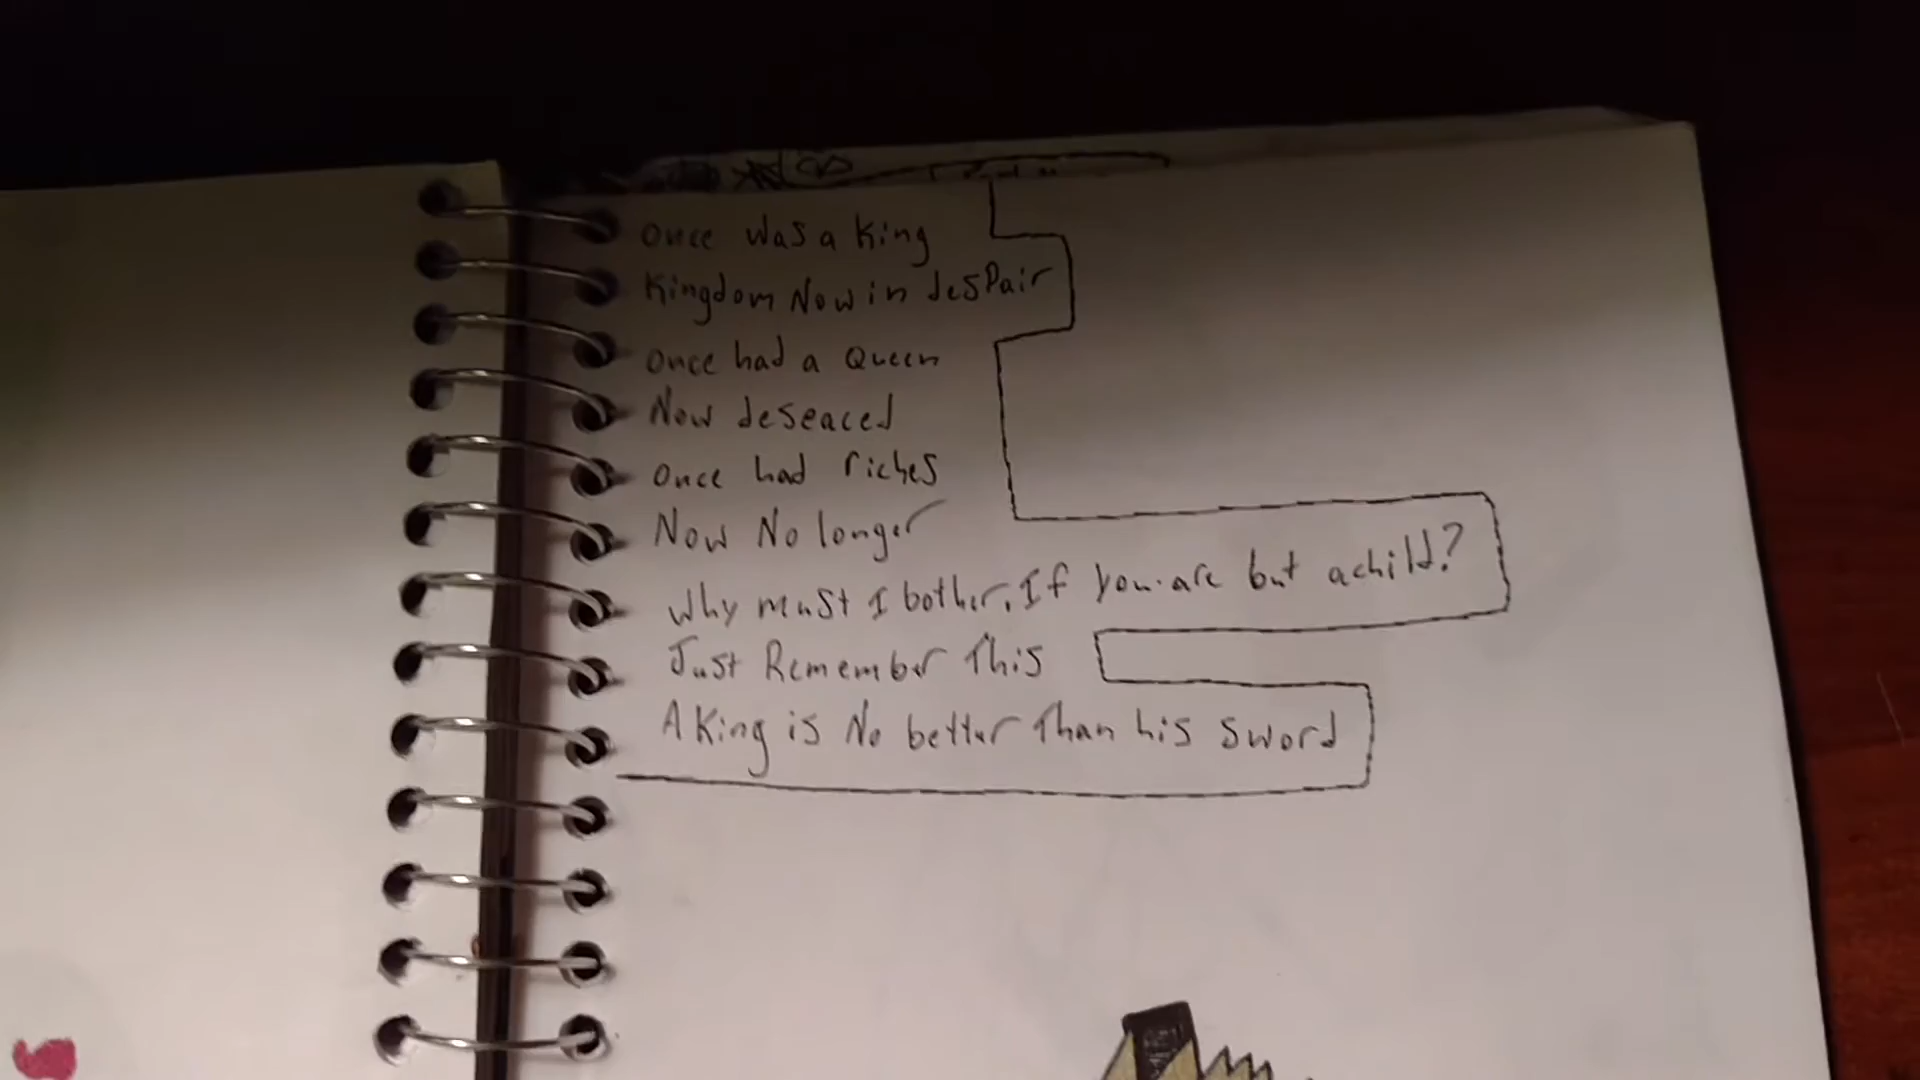 Once was a King
Kingdom Now in desPair
Once had a Queen
Now deseaced
Once had riches
Now No longer
Why must I bother, If you are but a child?
Just Remember This
A King is No better Than his sword